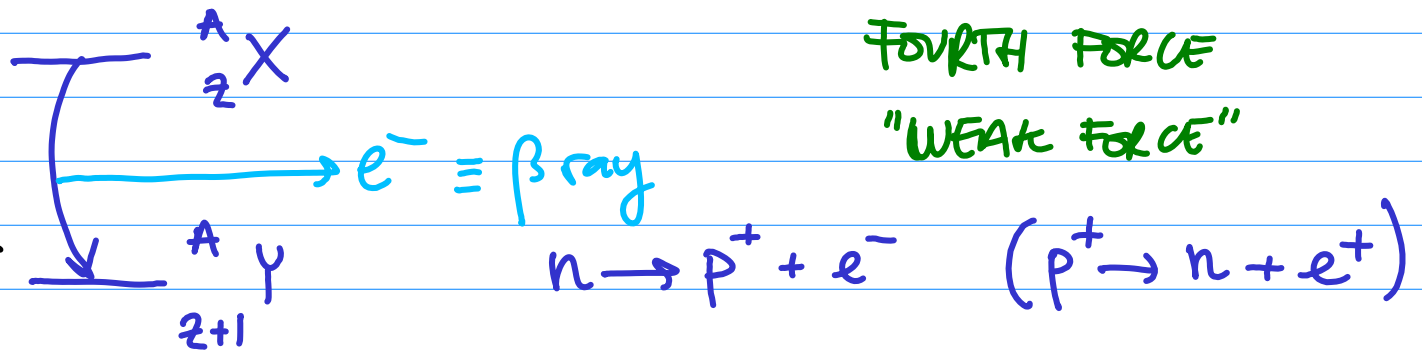 A
Z X FOURTH FORCE
"WEAK FORCE"
e⁻ ≡ β ray
A
Z+1 Y n → p⁺ + e⁻ (p⁺ → n + e⁺)